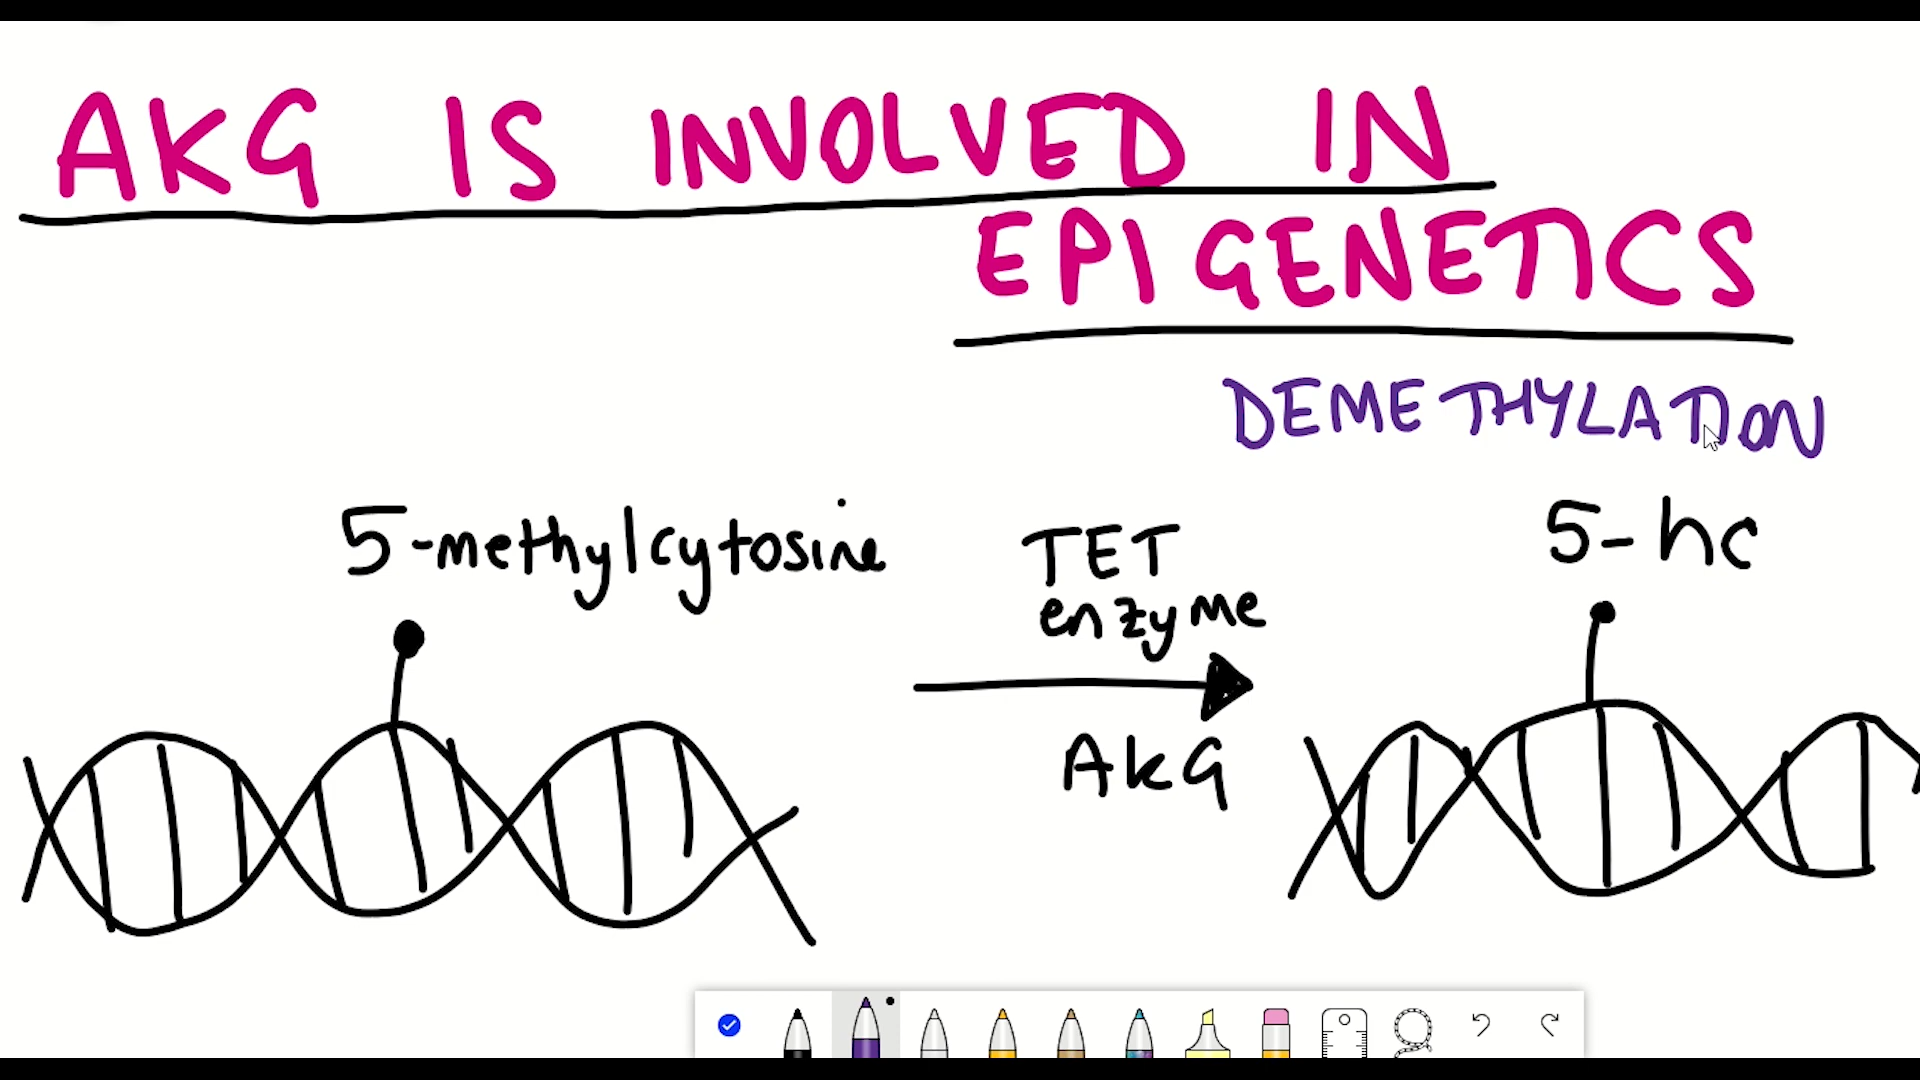 AKG IS INVOLVED IN
EPIGENETICS
DEMETHYLATION
5-methylcytosine
TET
enzyme
AkG
5-hc